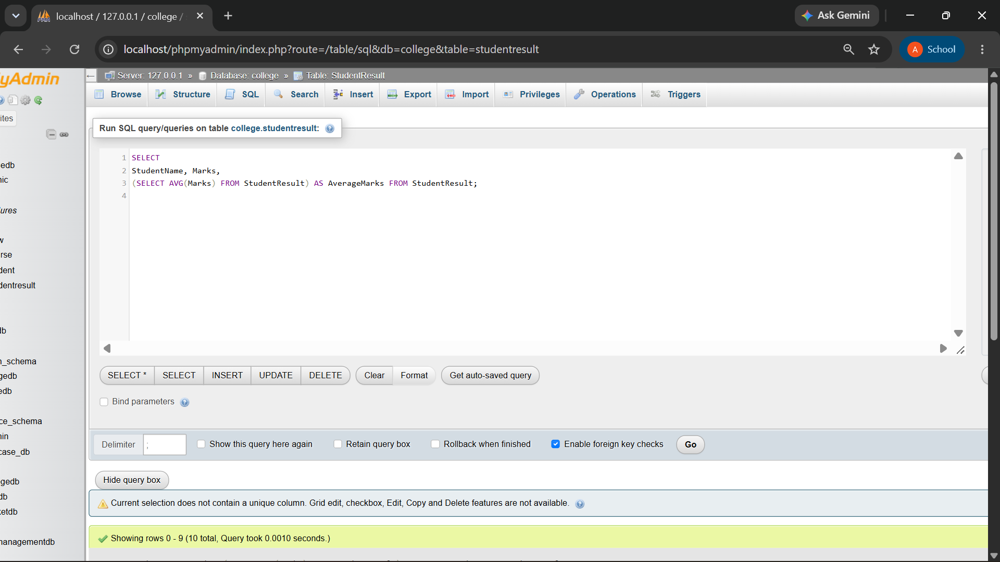 localhost / 127.0.0.1 / college /
Ask Gemini
localhost/phpmyadmin/index.php?route=/table/sql&db=college&table=studentresult
A School
yAdmin
Server: 127.0.0.1 » Database: college » Table: StudentResult
Browse Structure SQL Search Insert Export Import Privileges Operations Triggers
ites
Run SQL query/queries on table college.studentresult:
1 SELECT
2 StudentName, Marks,
3 (SELECT AVG(Marks) FROM StudentResult) AS AverageMarks FROM StudentResult;
4
edb
nic
ures
w
rse
dent
dentresult
db
n_schema
gedb
edb
ce_schema
nin
case_db
gedb
db
ketdb
managementdb
SELECT * SELECT INSERT UPDATE DELETE Clear Format Get auto-saved query
Bind parameters
Delimiter ; Show this query here again Retain query box Rollback when finished Enable foreign key checks Go
Hide query box
Current selection does not contain a unique column. Grid edit, checkbox, Edit, Copy and Delete features are not available.
Showing rows 0 - 9 (10 total, Query took 0.0010 seconds.)